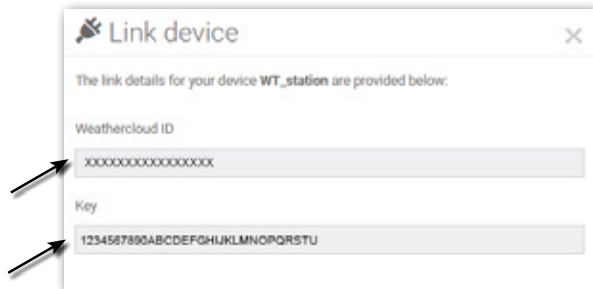 Link device
The link details for your device WT_station are provided below:
Weathercloud ID
XXXXXXXXXXXXXXXX
Key
1234567890ABCDEFGHIJKLMNOPQRSTU